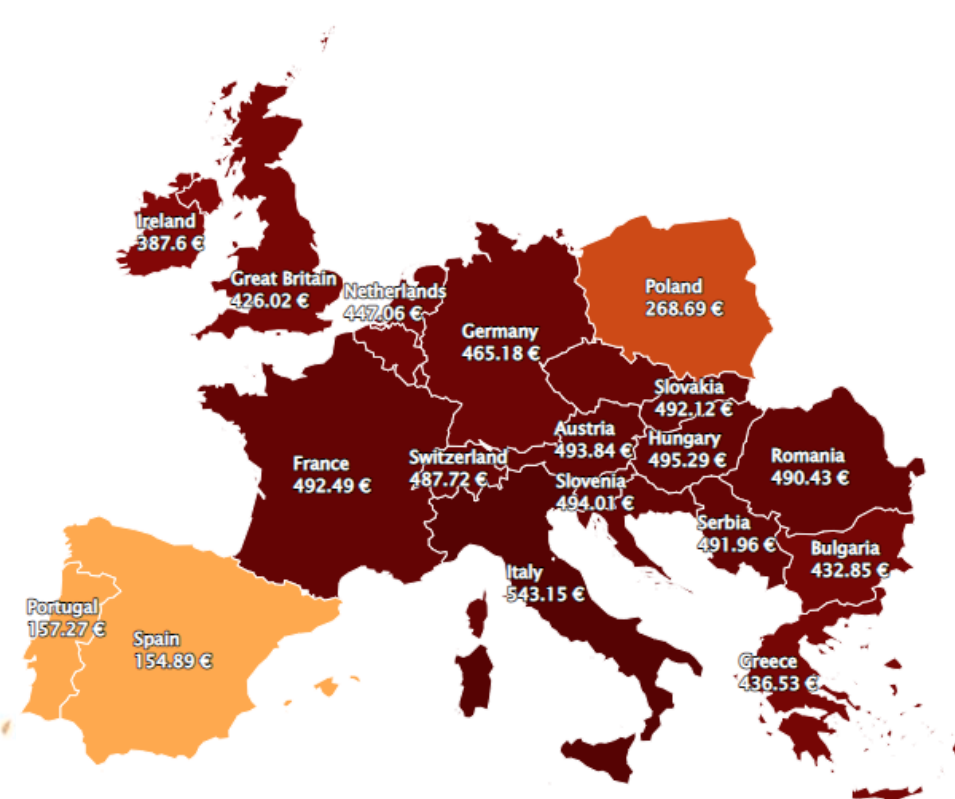 Ireland
387.6 €
Great Britain
426.02 €
Netherlands
447.06 €
Poland
268.69 €
Germany
465.18 €
Slovakia
492.12 €
Austria
493.84 €
Hungary
495.29 €
France
492.49 €
Switzerland
487.72 €
Romania
490.43 €
Slovenia
494.01 €
Serbia
491.96 €
Bulgaria
432.85 €
Italy
543.15 €
Portugal
157.27 €
Spain
154.89 €
Greece
436.53 €